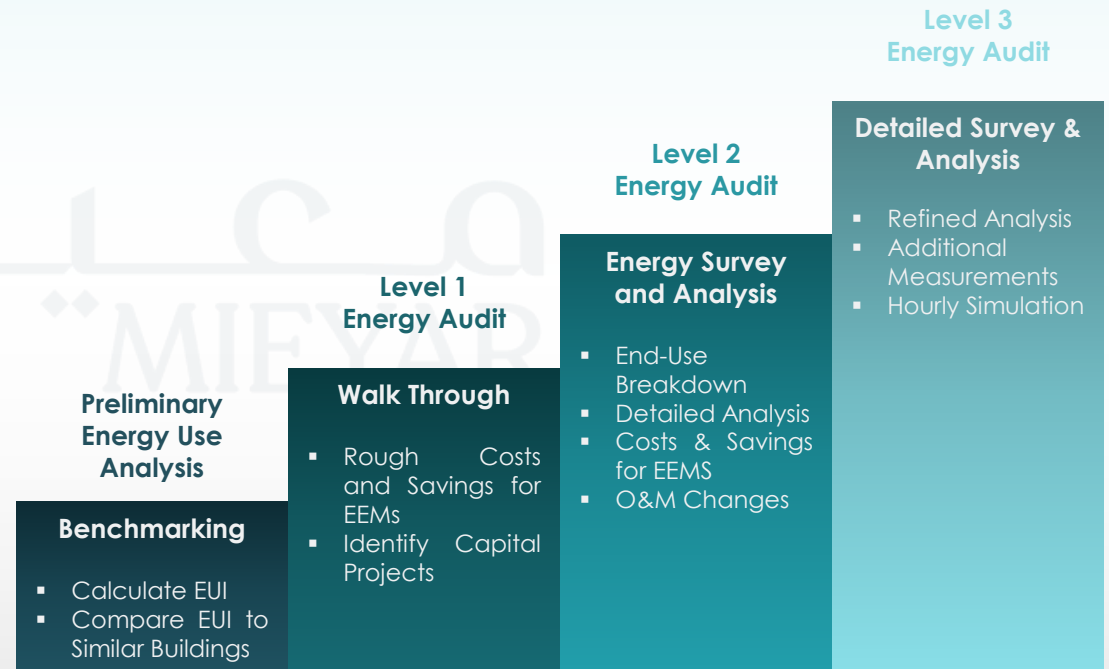 Preliminary
Energy Use
Analysis
Benchmarking
▪ Calculate EUI
▪ Compare EUI to
Similar Buildings
Level 1
Energy Audit
Walk Through
▪ Rough Costs
and Savings for
EEMs
▪ Identify Capital
Projects
Level 2
Energy Audit
Energy Survey
and Analysis
▪ End-Use
Breakdown
▪ Detailed Analysis
▪ Costs & Savings
for EEMS
▪ O&M Changes
Level 3
Energy Audit
Detailed Survey &
Analysis
▪ Refined Analysis
▪ Additional
Measurements
▪ Hourly Simulation
MIEYAR